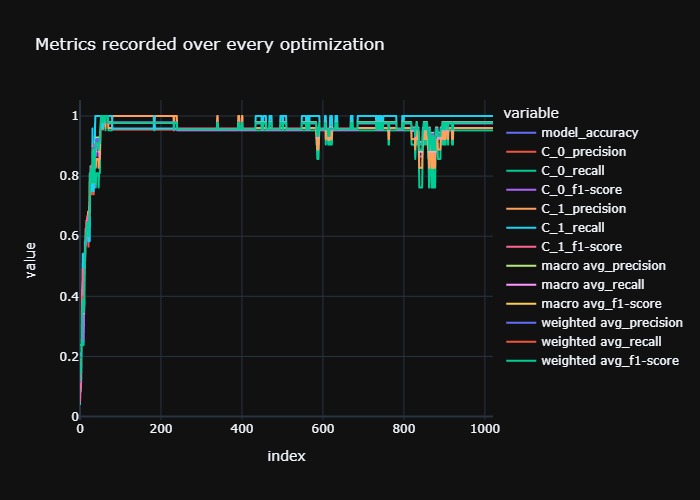 Metrics recorded over every optimization
variable
model_accuracy
C_0_precision
C_0_recall
C_0_f1-score
C_1_precision
C_1_recall
C_1_f1-score
macro avg_precision
macro avg_recall
macro avg_f1-score
weighted avg_precision
weighted avg_recall
weighted avg_f1-score
value
1
0.8
0.6
0.4
0.2
0
0 200 400 600 800 1000
index